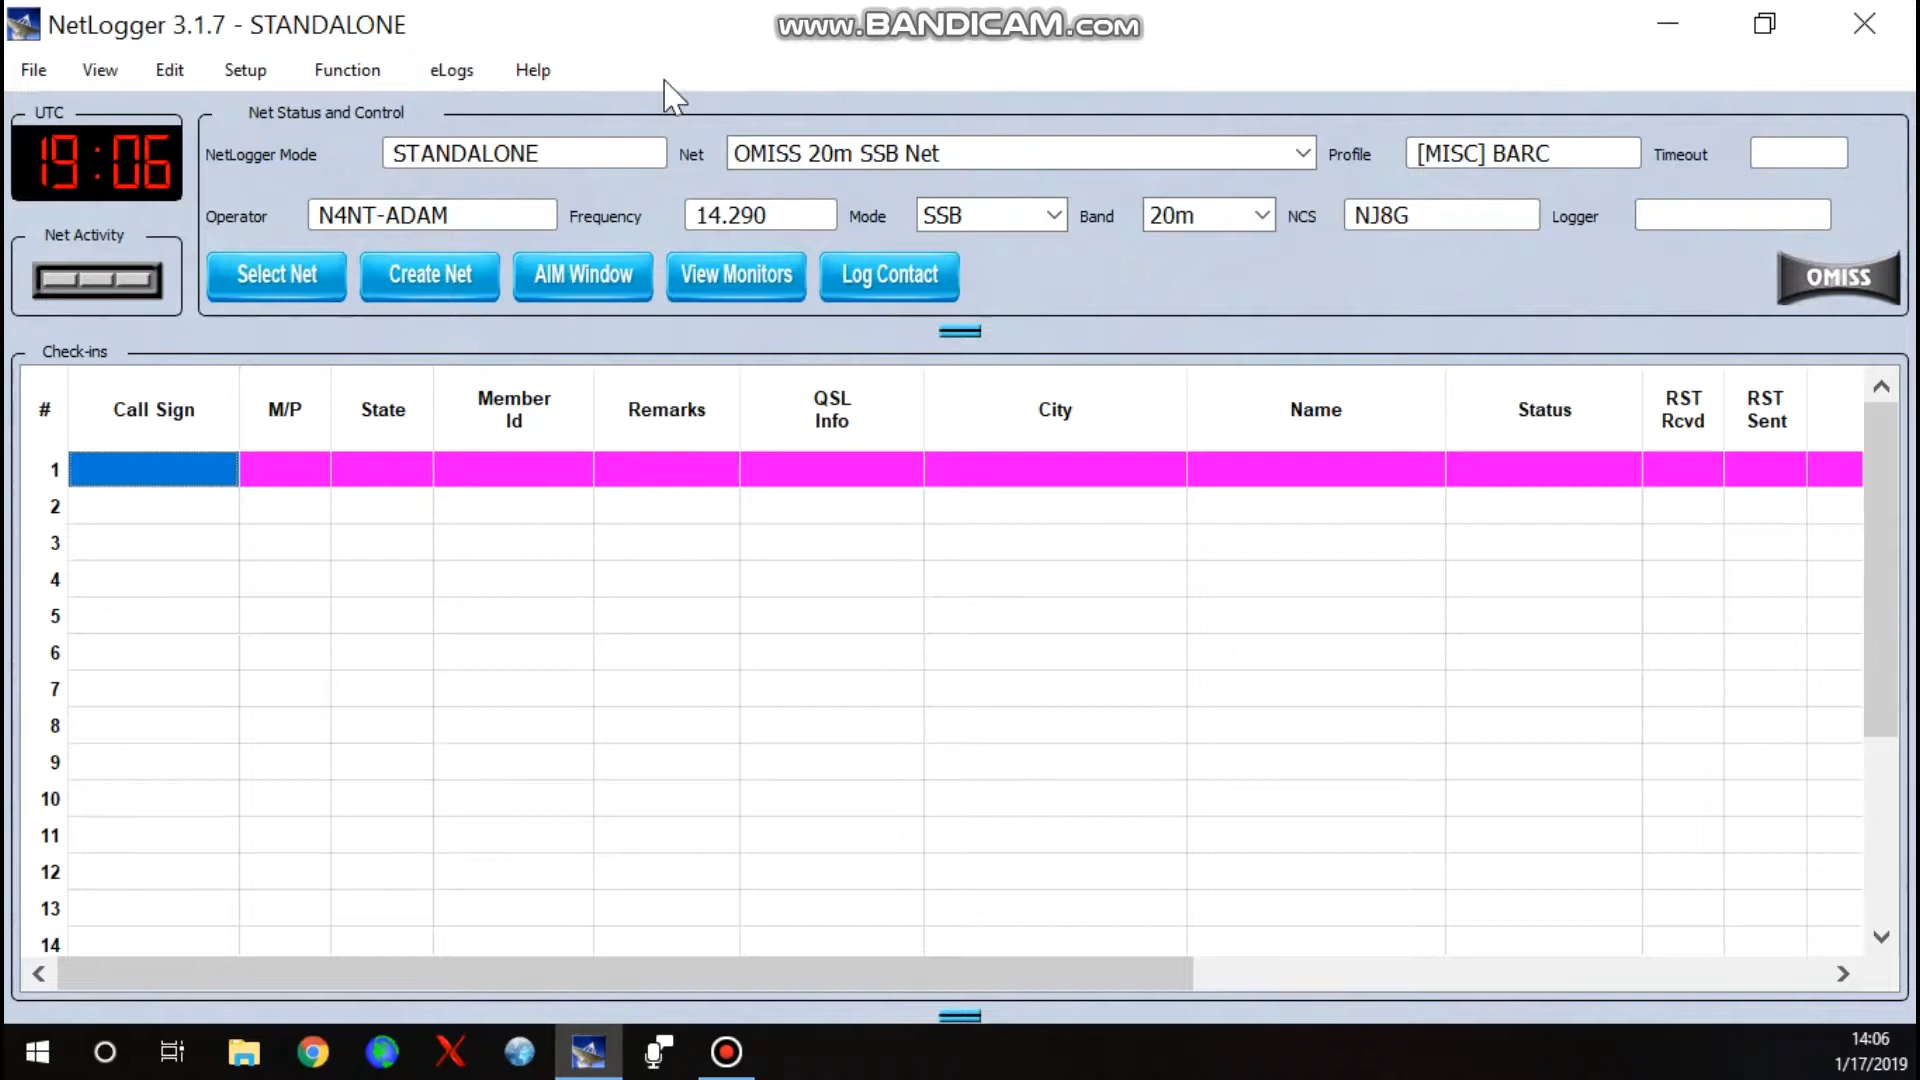 NetLogger 3.1.7 - STANDALONE
www.BANDICAM.com
File View Edit Setup Function eLogs Help
UTC
19:06
Net Status and Control
NetLogger Mode STANDALONE Net OMISS 20m SSB Net Profile [MISC] BARC Timeout
Operator N4NT-ADAM Frequency 14.290 Mode SSB Band 20m NCS NJ8G Logger
Net Activity
Select Net Create Net AIM Window View Monitors Log Contact OMISS
Check-ins
# Call Sign M/P State Member Id Remarks QSL Info City Name Status RST Rcvd RST Sent
1
2
3
4
5
6
7
8
9
10
11
12
13
14
14:06
1/17/2019